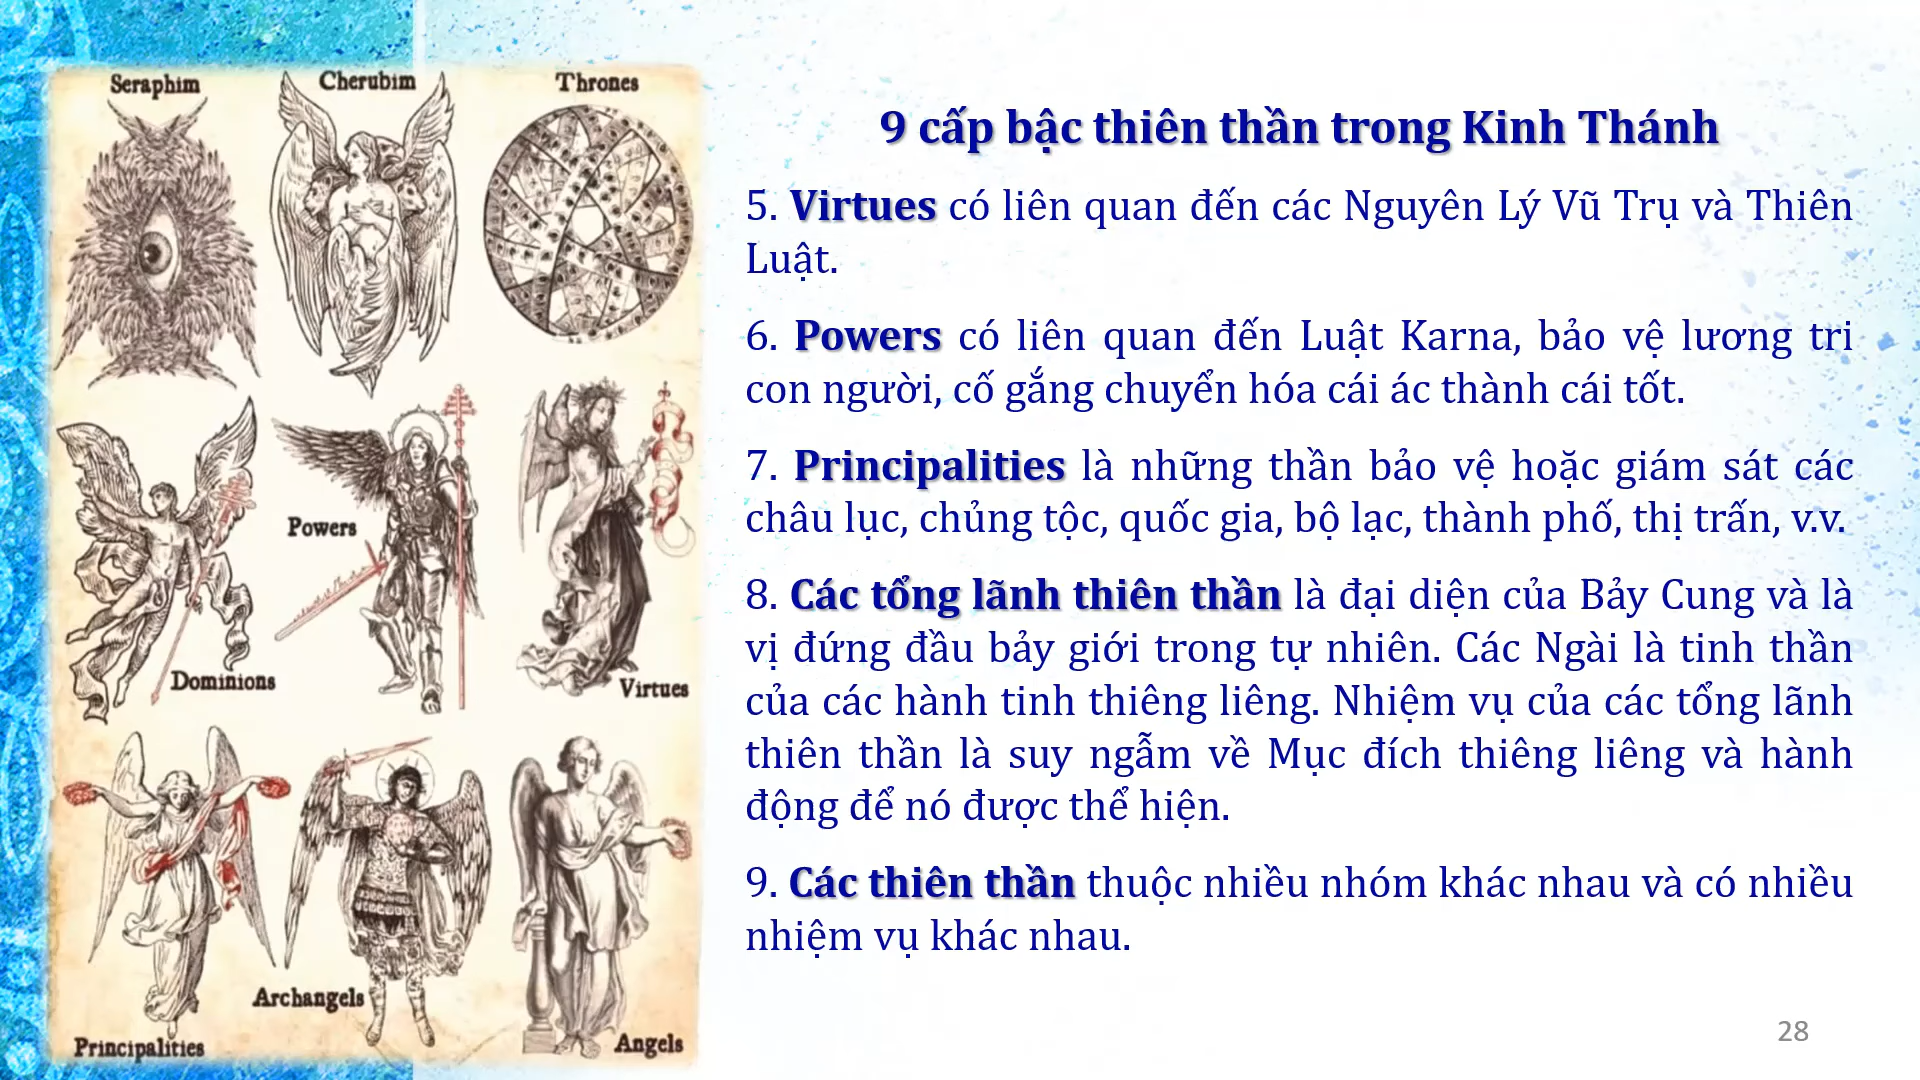 Seraphim
Cherubim
Thrones
Powers
Dominions
Virtues
Archangels
Principalities
Angels
9 cấp bậc thiên thần trong Kinh Thánh
5. Virtues có liên quan đến các Nguyên Lý Vũ Trụ và Thiên
Luật.
6. Powers có liên quan đến Luật Karna, bảo vệ lương tri
con người, cố gắng chuyển hóa cái ác thành cái tốt.
7. Principalities là những thần bảo vệ hoặc giám sát các
châu lục, chủng tộc, quốc gia, bộ lạc, thành phố, thị trấn, v.v.
8. Các tổng lãnh thiên thần là đại diện của Bảy Cung và là
vị đứng đầu bảy giới trong tự nhiên. Các Ngài là tinh thần
của các hành tinh thiêng liêng. Nhiệm vụ của các tổng lãnh
thiên thần là suy ngẫm về Mục đích thiêng liêng và hành
động để nó được thể hiện.
9. Các thiên thần thuộc nhiều nhóm khác nhau và có nhiều
nhiệm vụ khác nhau.
28